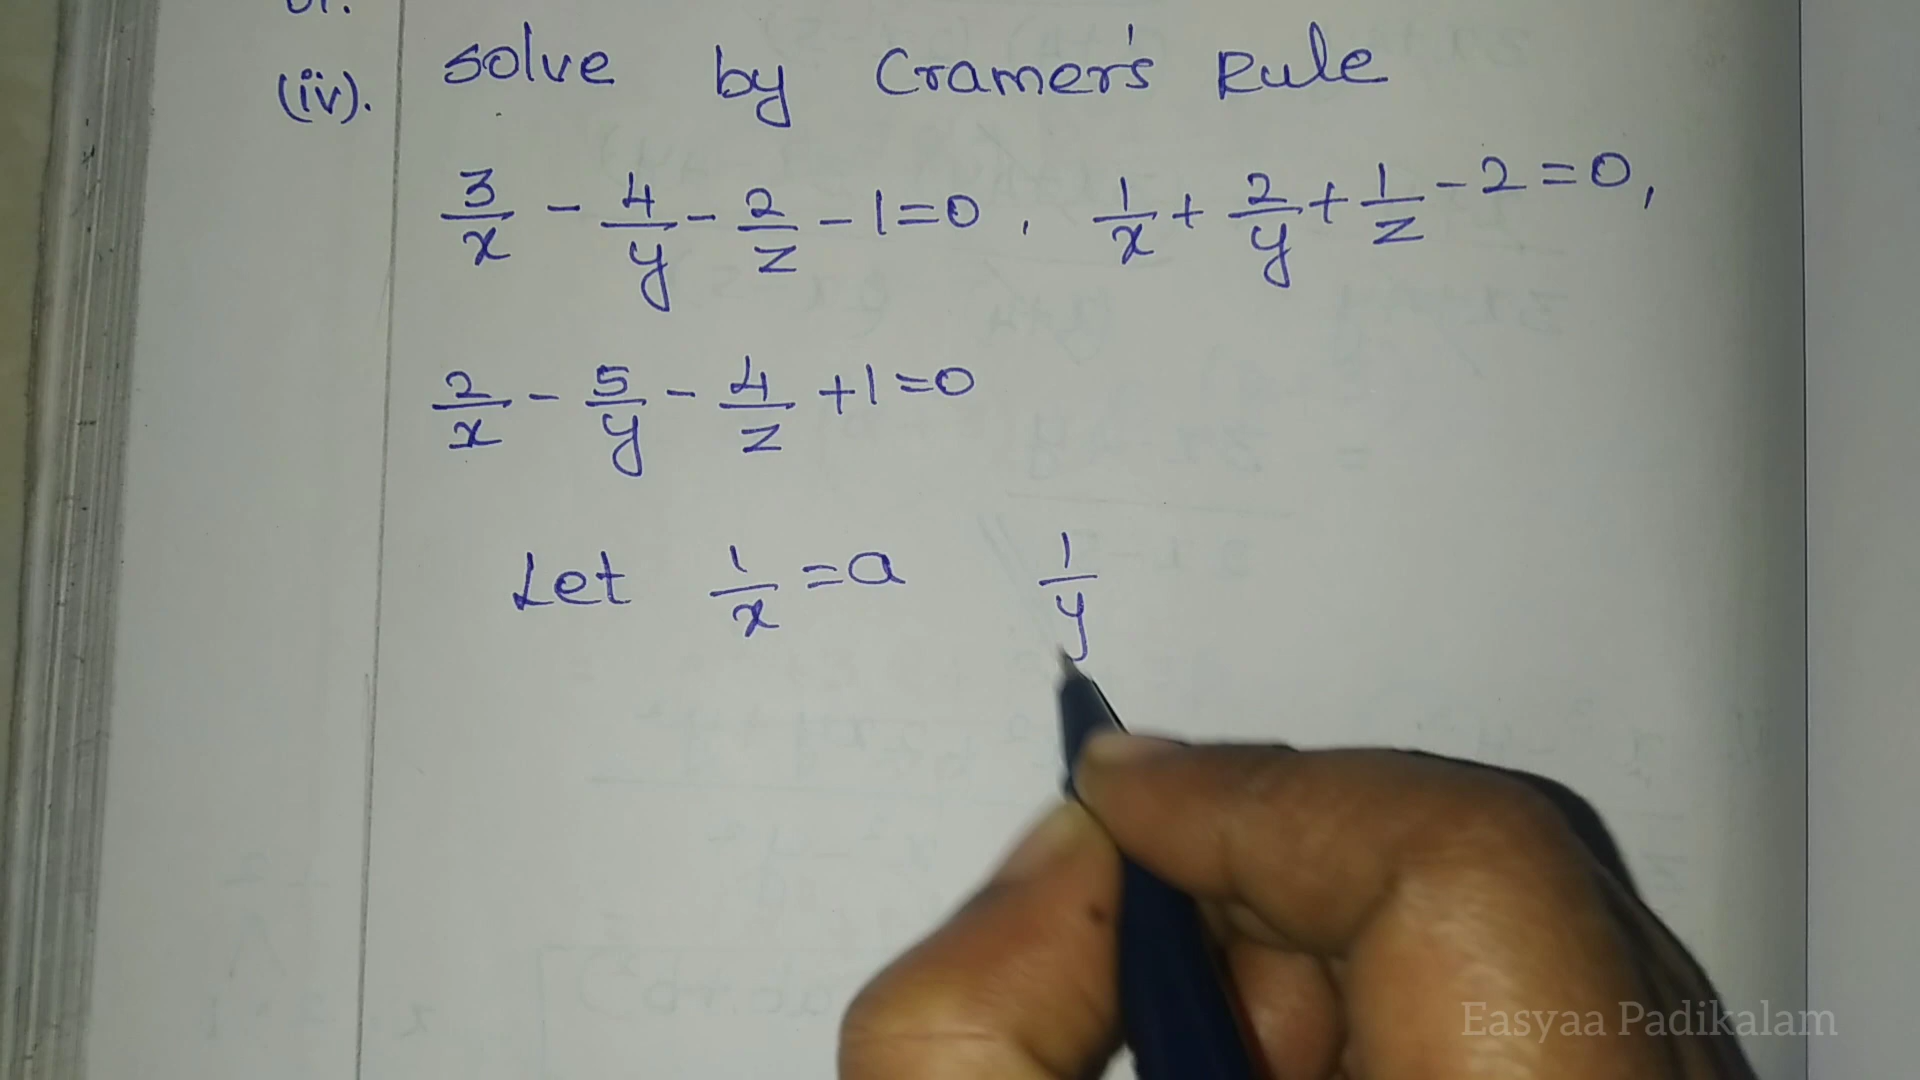 (iv). Solve by Cramer's Rule
3/x - 4/y - 2/z - 1 = 0, 1/x + 2/y + 1/z - 2 = 0,
2/x - 5/y - 4/z + 1 = 0
Let 1/x = a 1/y
Easyaa Padikalam